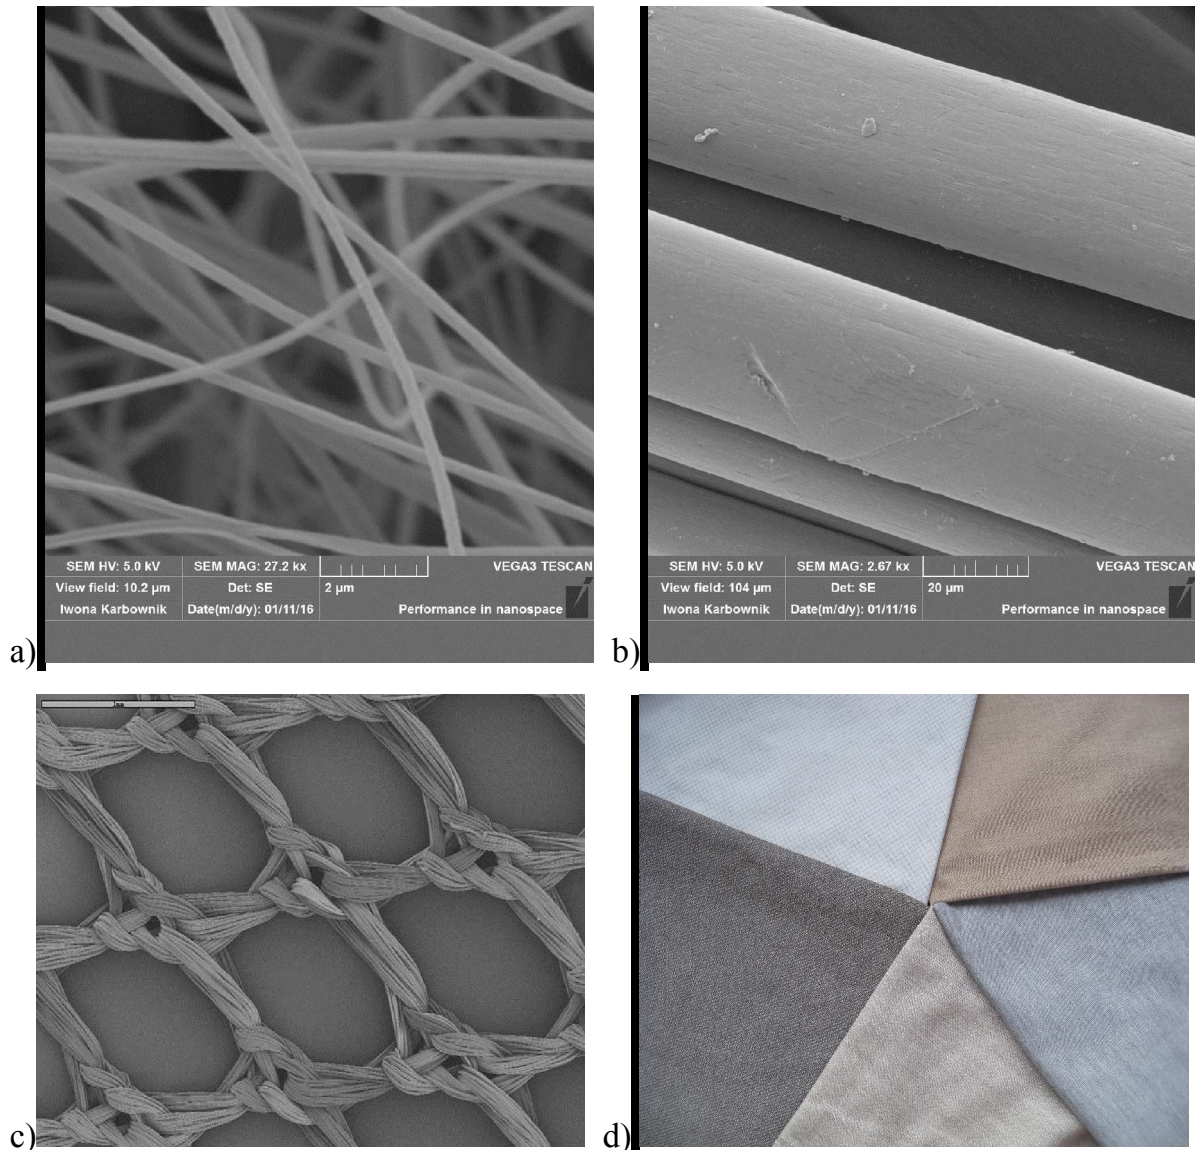 SEM HV: 5.0 kV SEM MAG: 27.2 kx VEGA3 TESCAN
View field: 10.2 µm Det: SE 2 µm
Iwona Karbownik Date(m/d/y): 01/11/16 Performance in nanospace
a)
SEM HV: 5.0 kV SEM MAG: 2.67 kx VEGA3 TESCAN
View field: 104 µm Det: SE 20 µm
Iwona Karbownik Date(m/d/y): 01/11/16 Performance in nanospace
b)
c)
d)